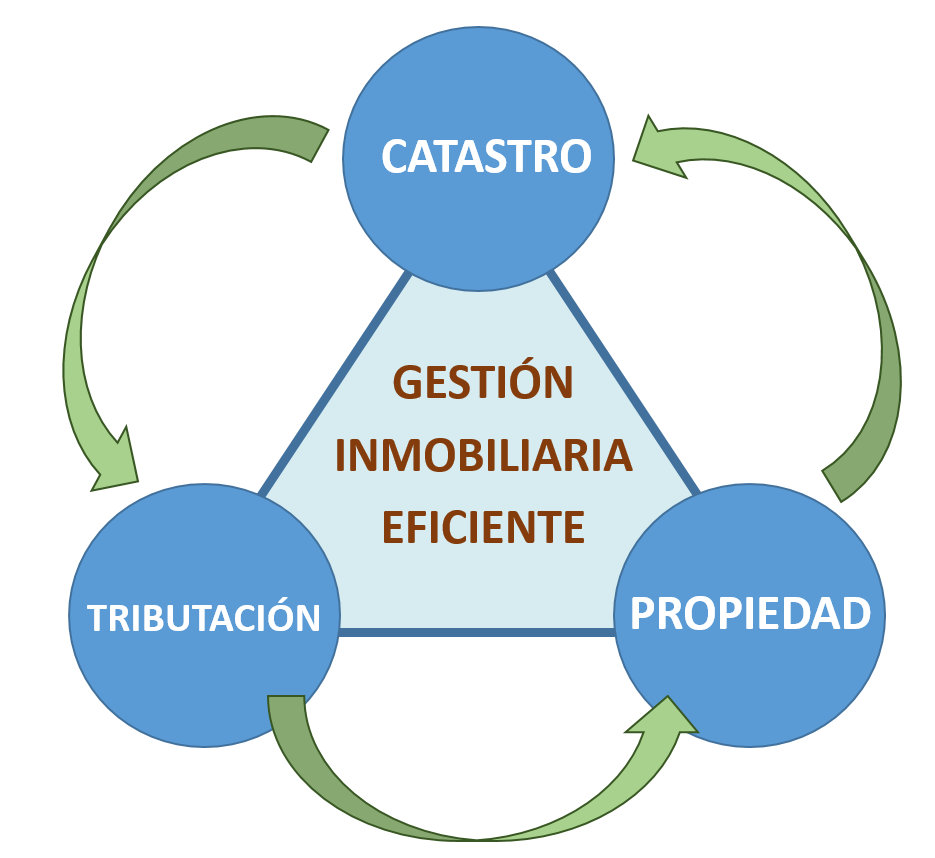 CATASTRO
GESTIÓN
INMOBILIARIA
EFICIENTE
TRIBUTACIÓN
PROPIEDAD